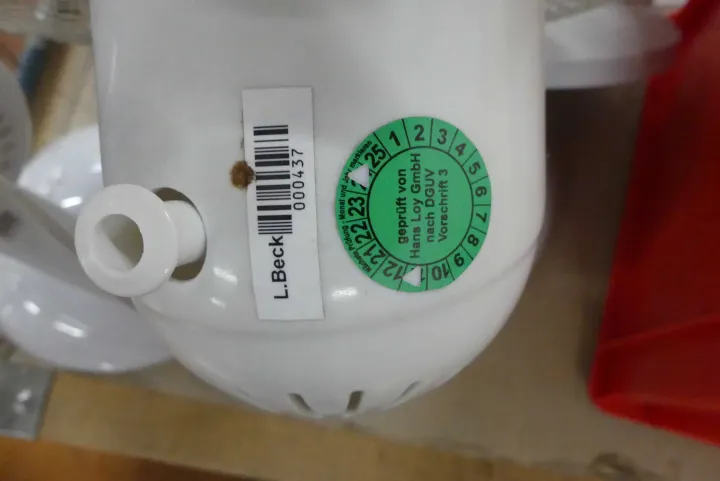 L.Beck
000437
geprüft von
Hans Loy GmbH
nach DGUV
Vorschrift 3
1 2 3 4 5 6 7 8 9 10 12
21 22 23 25